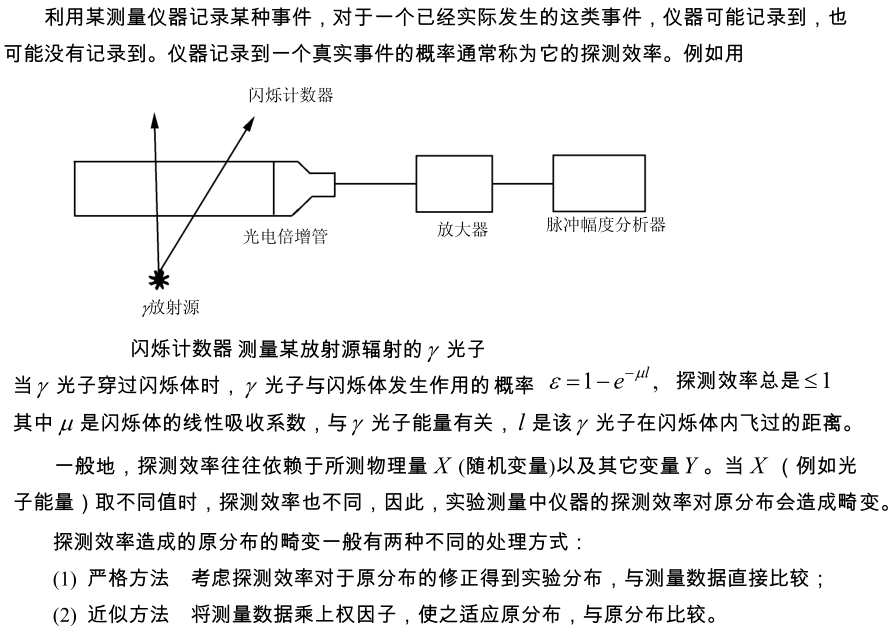 利用某测量仪器记录某种事件，对于一个已经实际发生的这类事件，仪器可能记录到，也
可能没有记录到。仪器记录到一个真实事件的概率通常称为它的探测效率。例如用
闪烁计数器
光电倍增管
放大器
脉冲幅度分析器
γ放射源
闪烁计数器 测量某放射源辐射的 γ 光子
当 γ 光子穿过闪烁体时，γ 光子与闪烁体发生作用的 概率 ε = 1 − e^{−μl}, 探测效率总是 ≤ 1
其中 μ 是闪烁体的线性吸收系数，与 γ 光子能量有关，l 是该 γ 光子在闪烁体内飞过的距离。
一般地，探测效率往往依赖于所测物理量 X (随机变量)以及其它变量 Y 。当 X （例如光
子能量）取不同值时，探测效率也不同，因此，实验测量中仪器的探测效率对原分布会造成畸变。
探测效率造成的原分布的畸变一般有两种不同的处理方式：
(1) 严格方法 考虑探测效率对于原分布的修正得到实验分布，与测量数据直接比较；
(2) 近似方法 将测量数据乘上权因子，使之适应原分布，与原分布比较。